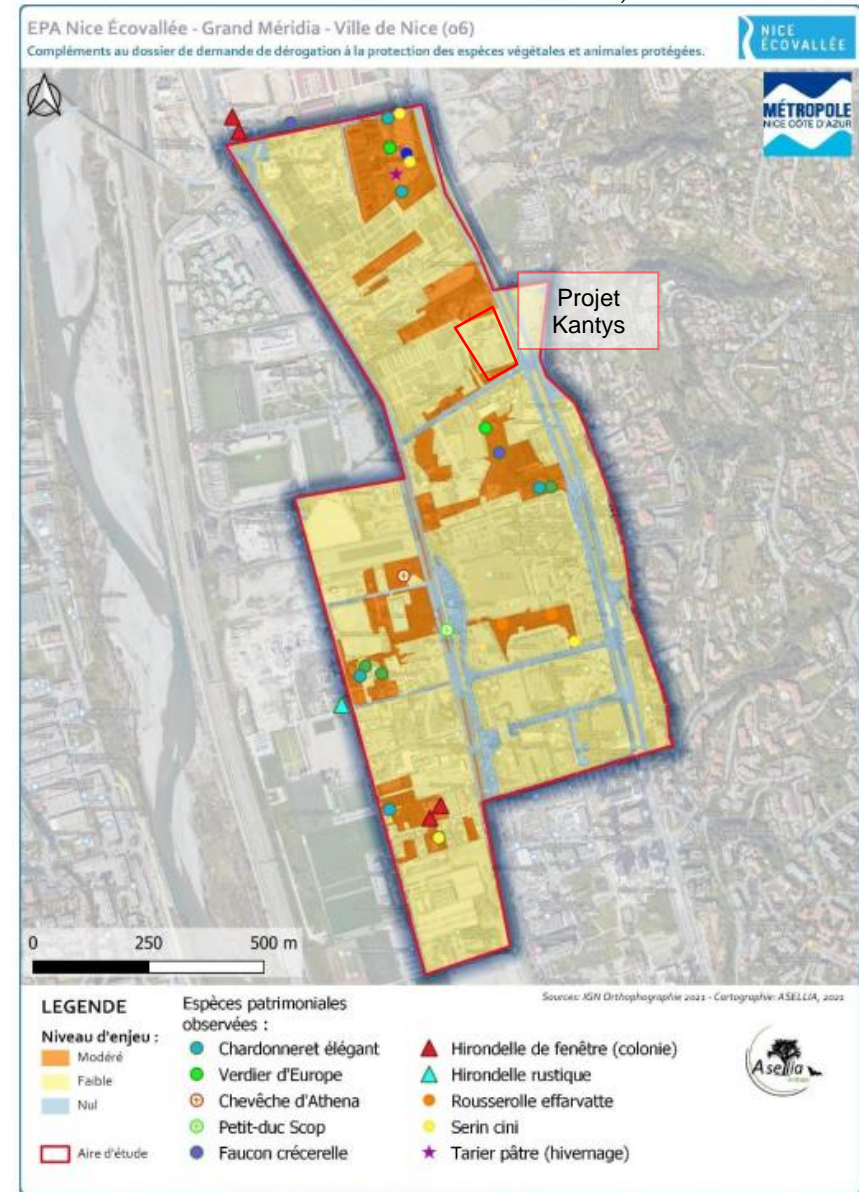 EPA Nice Écovallée - Grand Méridia - Ville de Nice (06)
Compléments au dossier de demande de dérogation à la protection des espèces végétales et animales protégées.
NICE
ÉCOVALLÉE
MÉTROPOLE
NICE CÔTE D'AZUR
Projet
Kantys
0 250 500 m
Sources: IGN Orthophographie 2021 - Cartographie: ASELLIA, 2021
LEGENDE
Niveau d'enjeu :
Modéré
Faible
Nul
Aire d'étude
Espèces patrimoniales
observées :
Chardonneret élégant
Verdier d'Europe
Chevêche d'Athena
Petit-duc Scop
Faucon crécerelle
Hirondelle de fenêtre (colonie)
Hirondelle rustique
Rousserolle effarvatte
Serin cini
Tarier pâtre (hivernage)
Asellia